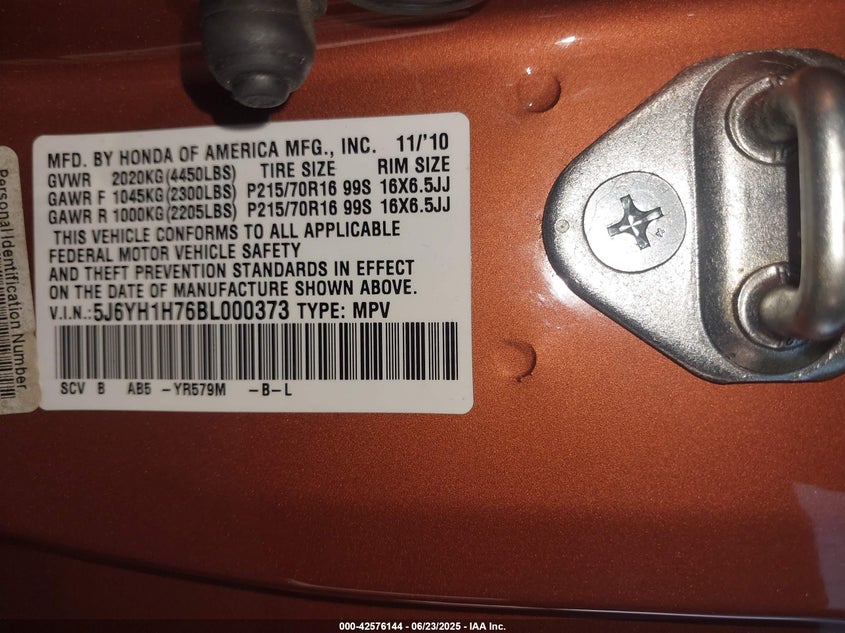 MFD. BY HONDA OF AMERICA MFG., INC. 11/'10
GVWR 2020KG(4450LBS) TIRE SIZE RIM SIZE
GAWR F 1045KG(2300LBS) P215/70R16 99S 16X6.5JJ
GAWR R 1000KG(2205LBS) P215/70R16 99S 16X6.5JJ
THIS VEHICLE CONFORMS TO ALL APPLICABLE
FEDERAL MOTOR VEHICLE SAFETY
AND THEFT PREVENTION STANDARDS IN EFFECT
ON THE DATE OF MANUFACTURE SHOWN ABOVE.
V.I.N.:5J6YH1H76BL000373 TYPE: MPV
SCV B AB5 -YR579M -B-L
Personal Identification Number
000-42576144 - 06/23/2025 - IAA Inc.